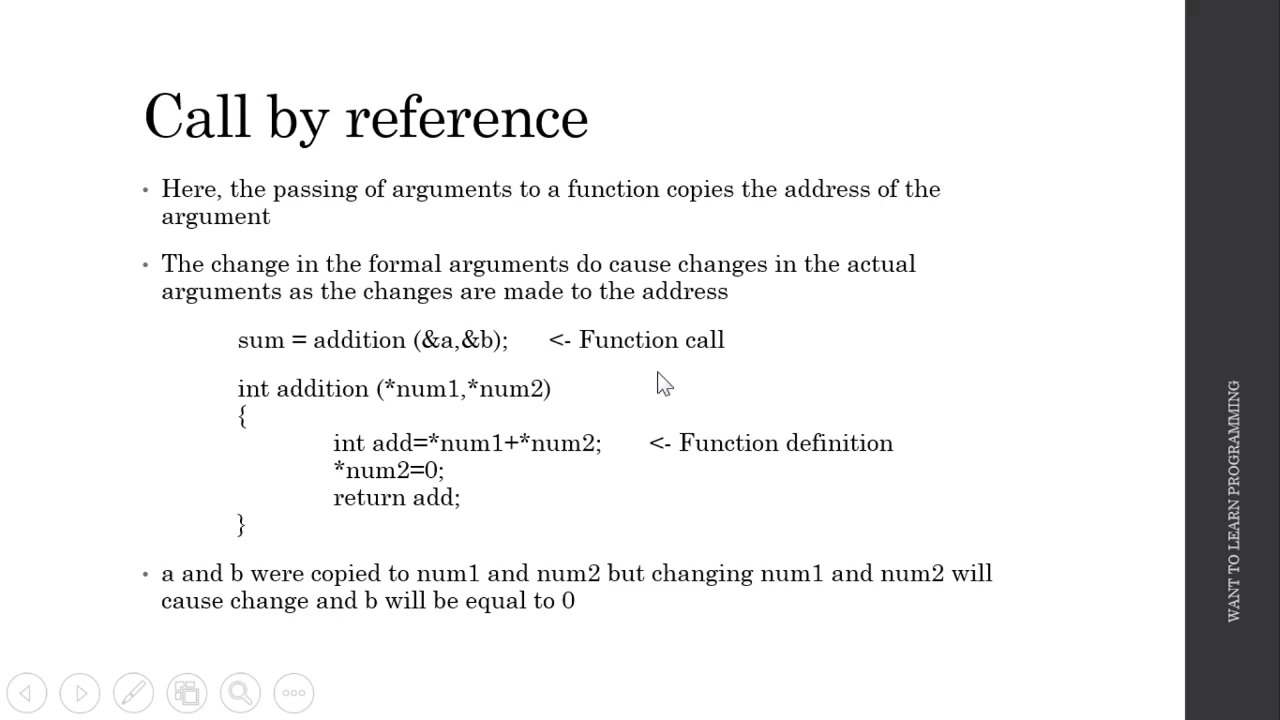 Call by reference
• Here, the passing of arguments to a function copies the address of the
argument
• The change in the formal arguments do cause changes in the actual
arguments as the changes are made to the address
sum = addition (&a,&b); <- Function call
int addition (*num1,*num2)
{
int add=*num1+*num2; <- Function definition
*num2=0;
return add;
}
• a and b were copied to num1 and num2 but changing num1 and num2 will
cause change and b will be equal to 0
WANT TO LEARN PROGRAMMING